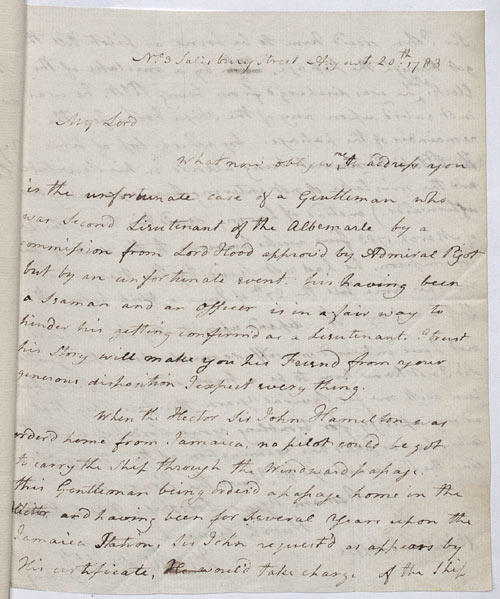 No 3 Salisbury Street August 20th 1783
My Lord
What now obliges me to address you
is the unfortunate case of a Gentleman who
was Second Lieutenant of the Albemarle by a
commission from Lord Hood approv'd by Admiral Pigot
but by an unfortunate event. his having been
a Seaman and an officer is in a fair way to
hinder his getting confirmed as a Lieutenant. I trust
his Story will make you his Friend from your
generous disposition I expect every thing.
When the Hector Sir John Hamilton was
order'd home from Jamaica, no pilot could be got
to carry the Ship through the Windward passage.
this Gentleman being order'd a passage home in the
Hector and having been for several Years upon the
Jamaica Station, Sir John request'd as appears by
His certificate, He would take charge of the Ship